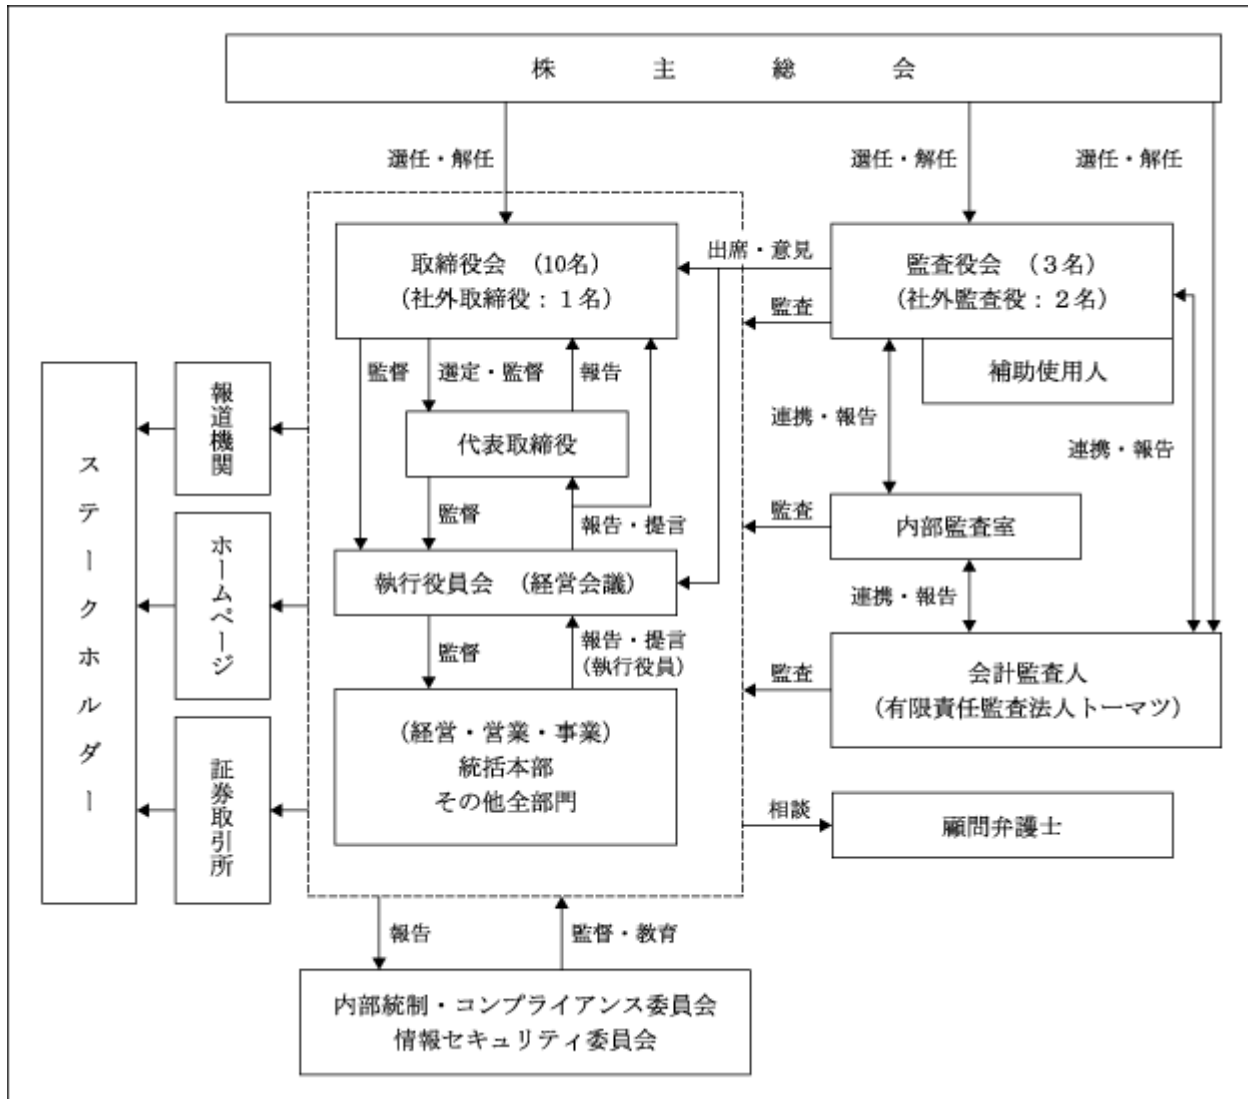 株主総会
選任・解任
選任・解任
選任・解任
取締役会 (10名)
(社外取締役:1名)
出席・意見
監査
監査役会 (3名)
(社外監査役:2名)
補助使用人
監督
選定・監督
報告
代表取締役
連携・報告
連携・報告
監督
報告・提言
監査
内部監査室
執行役員会 (経営会議)
連携・報告
監督
報告・提言
(執行役員)
監査
会計監査人
(有限責任監査法人トーマツ)
(経営・営業・事業)
統括本部
その他全部門
相談
顧問弁護士
報道機関
ホームページ
証券取引所
ステークホルダー
報告
監督・教育
内部統制・コンプライアンス委員会
情報セキュリティ委員会